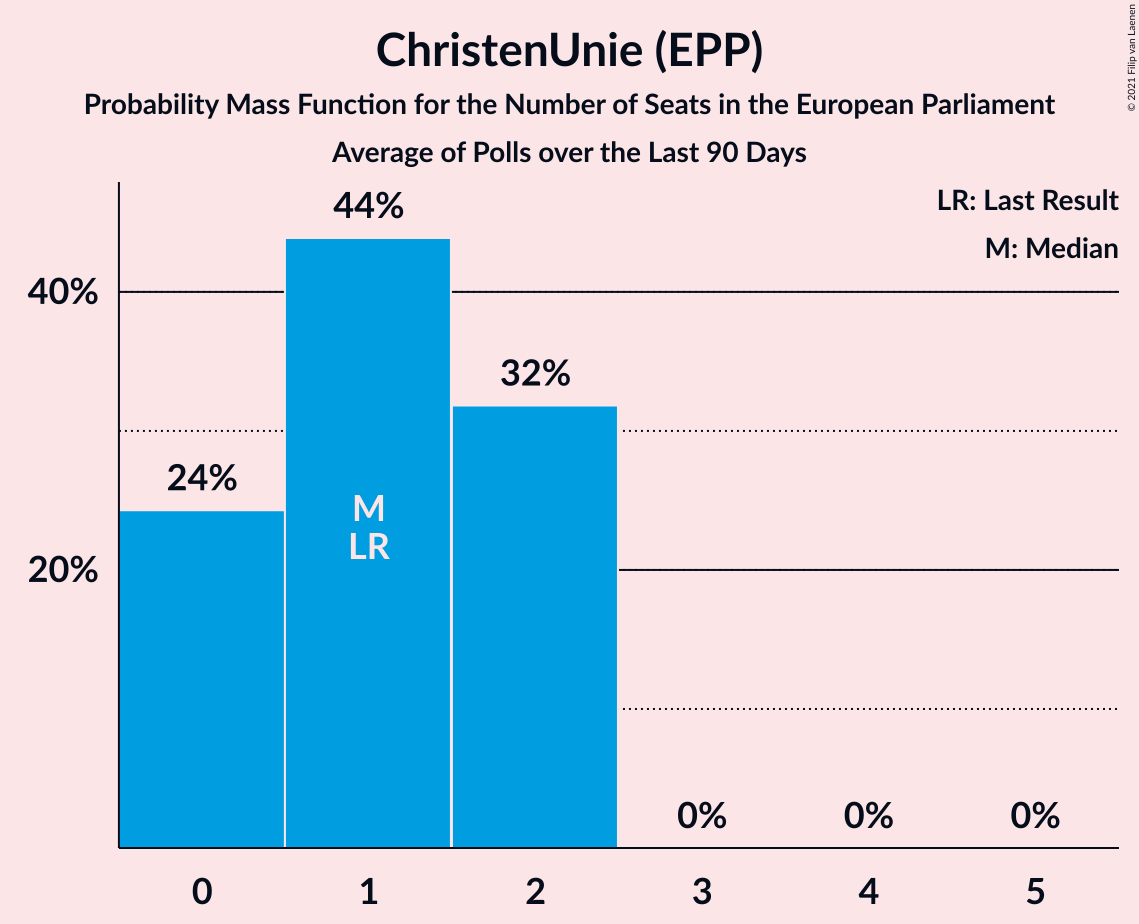 ChristenUnie (EPP)
Probability Mass Function for the Number of Seats in the European Parliament
Average of Polls over the Last 90 Days
© 2021 Filip van Laenen
LR: Last Result
M: Median
44%
40%
32%
24%
M
LR
20%
0% 0% 0%
0 1 2 3 4 5